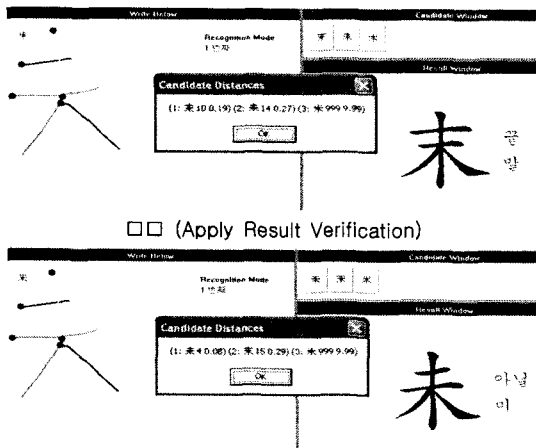 Write Below
Candidate Window
Recognition Mode
Result Window
Candidate Distances
(1: 末 10 0.19) (2: 未 14 0.27) (3: 999 9.99)
OK
末
끝
말
□□ (Apply Result Verification)
Write Below
Candidate Window
Recognition Mode
Result Window
Candidate Distances
(1: 未 4 0.08) (2: 末 15 0.29) (3: 999 9.99)
OK
未
아닐
미